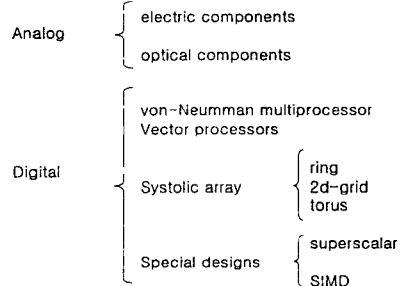 Analog
electric components
optical components
Digital
von-Neumman multiprocessor
Vector processors
Systolic array
ring
2d-grid
torus
Special designs
superscalar
SIMD